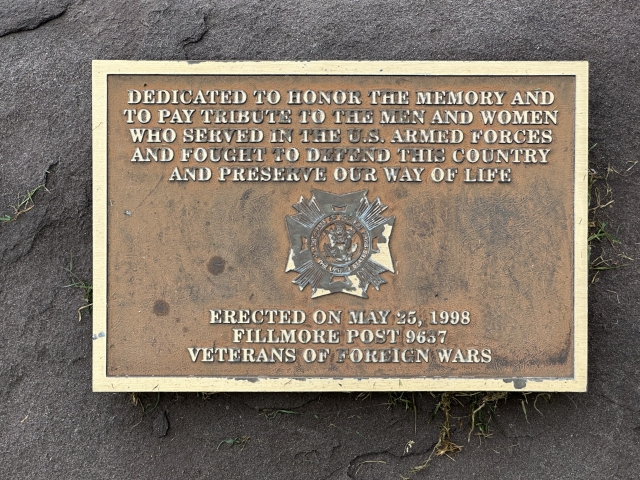 DEDICATED TO HONOR THE MEMORY AND
TO PAY TRIBUTE TO THE MEN AND WOMEN
WHO SERVED IN THE U.S. ARMED FORCES
AND FOUGHT TO DEFEND THIS COUNTRY
AND PRESERVE OUR WAY OF LIFE
ERECTED ON MAY 25, 1998
FILLMORE POST 9637
VETERANS OF FOREIGN WARS